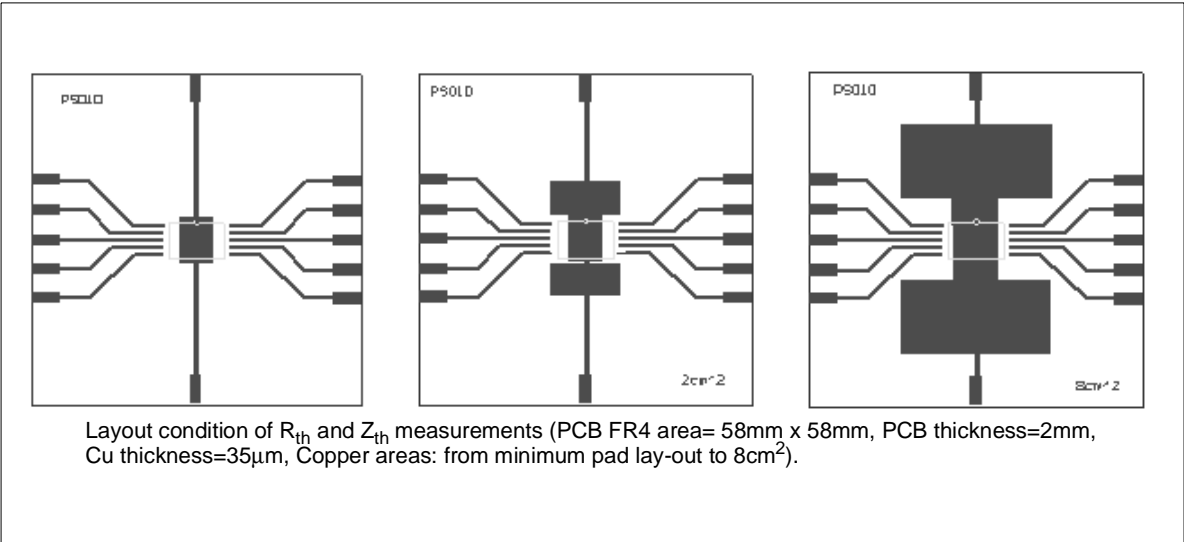 PSO10
PSO10
PSO10
2cm^2
8cm^2
Layout condition of Rth and Zth measurements (PCB FR4 area= 58mm x 58mm, PCB thickness=2mm,
Cu thickness=35μm, Copper areas: from minimum pad lay-out to 8cm2).